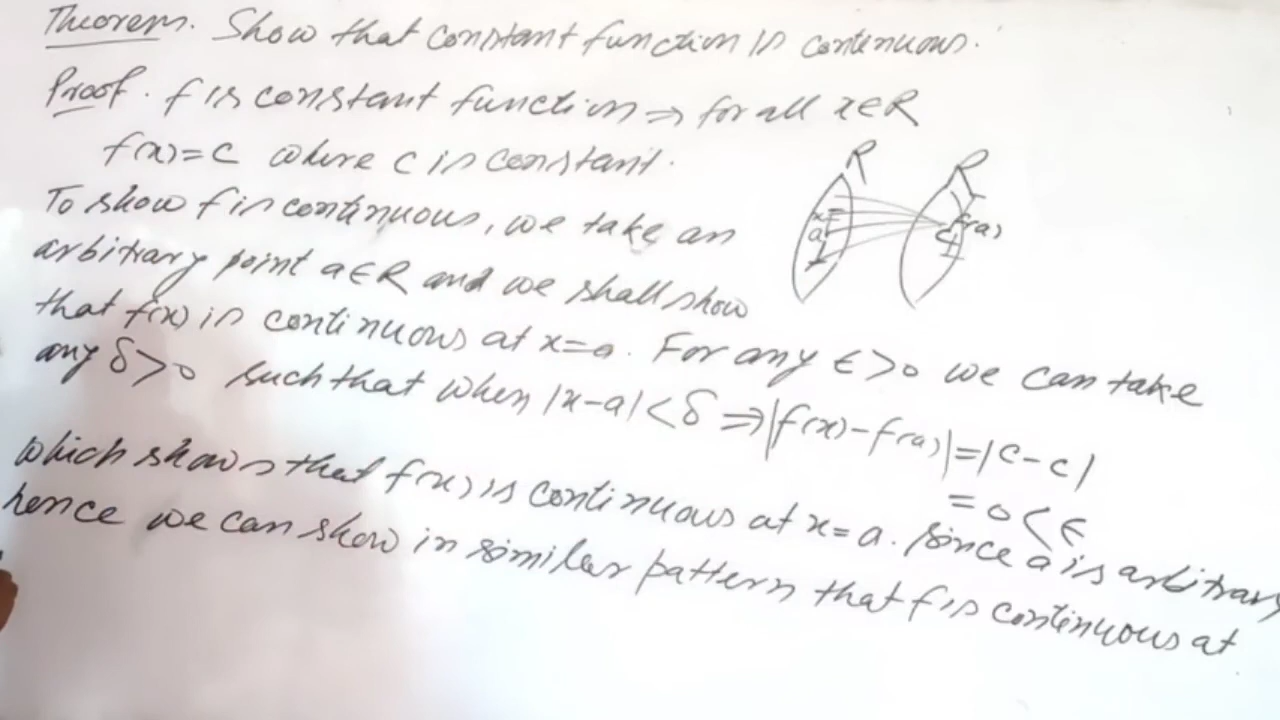 Theorem. Show that constant function is contenuous.
Proof. f is constant function ⇒ for all x∈R
f(x)=c where c is constant.
R R
x
a c f(a)
To show f is continuous, we take an
arbitrary point a∈R and we shall show
that f(x) is continuous at x=a. For any ϵ>0 we can take
any δ>0 such that when |x-a|<δ ⇒ |f(x)-f(a)|=|c-c|
=0<ϵ
which shows that f(x) is continuous at x=a. Since a is arbitrary
hence we can show in similar pattern that f is continuous at